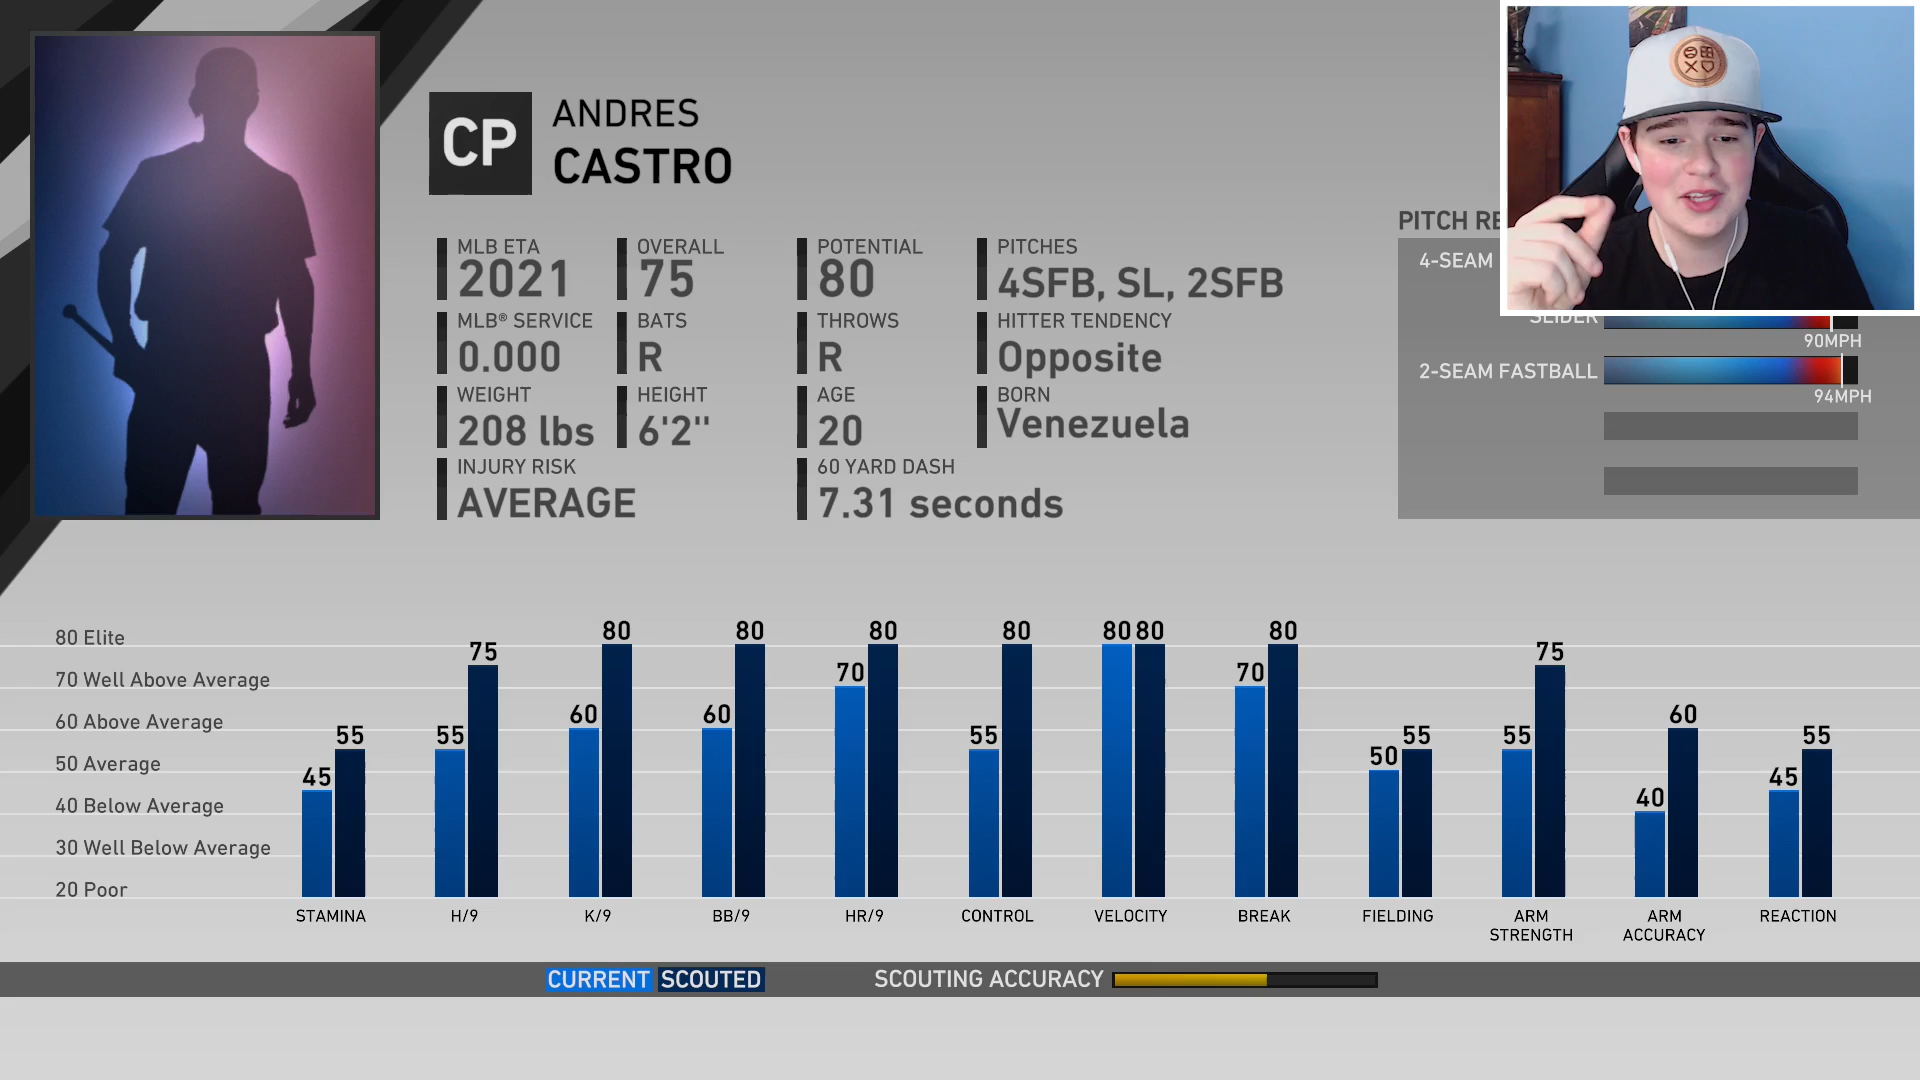 CP
ANDRES
CASTRO
MLB ETA
2021
OVERALL
75
POTENTIAL
80
PITCHES
4SFB, SL, 2SFB
MLB® SERVICE
0.000
BATS
R
THROWS
R
HITTER TENDENCY
Opposite
WEIGHT
208 lbs
HEIGHT
6'2"
AGE
20
BORN
Venezuela
INJURY RISK
AVERAGE
60 YARD DASH
7.31 seconds
PITCH RE
4-SEAM
SLIDER
90MPH
2-SEAM FASTBALL
94MPH
80 Elite
70 Well Above Average
60 Above Average
50 Average
40 Below Average
30 Well Below Average
20 Poor
45 55
55 75
60 80
60 80
70 80
55 80
80 80
70 80
50 55
55 75
40 60
45 55
STAMINA
H/9
K/9
BB/9
HR/9
CONTROL
VELOCITY
BREAK
FIELDING
ARM
STRENGTH
ARM
ACCURACY
REACTION
CURRENT SCOUTED
SCOUTING ACCURACY